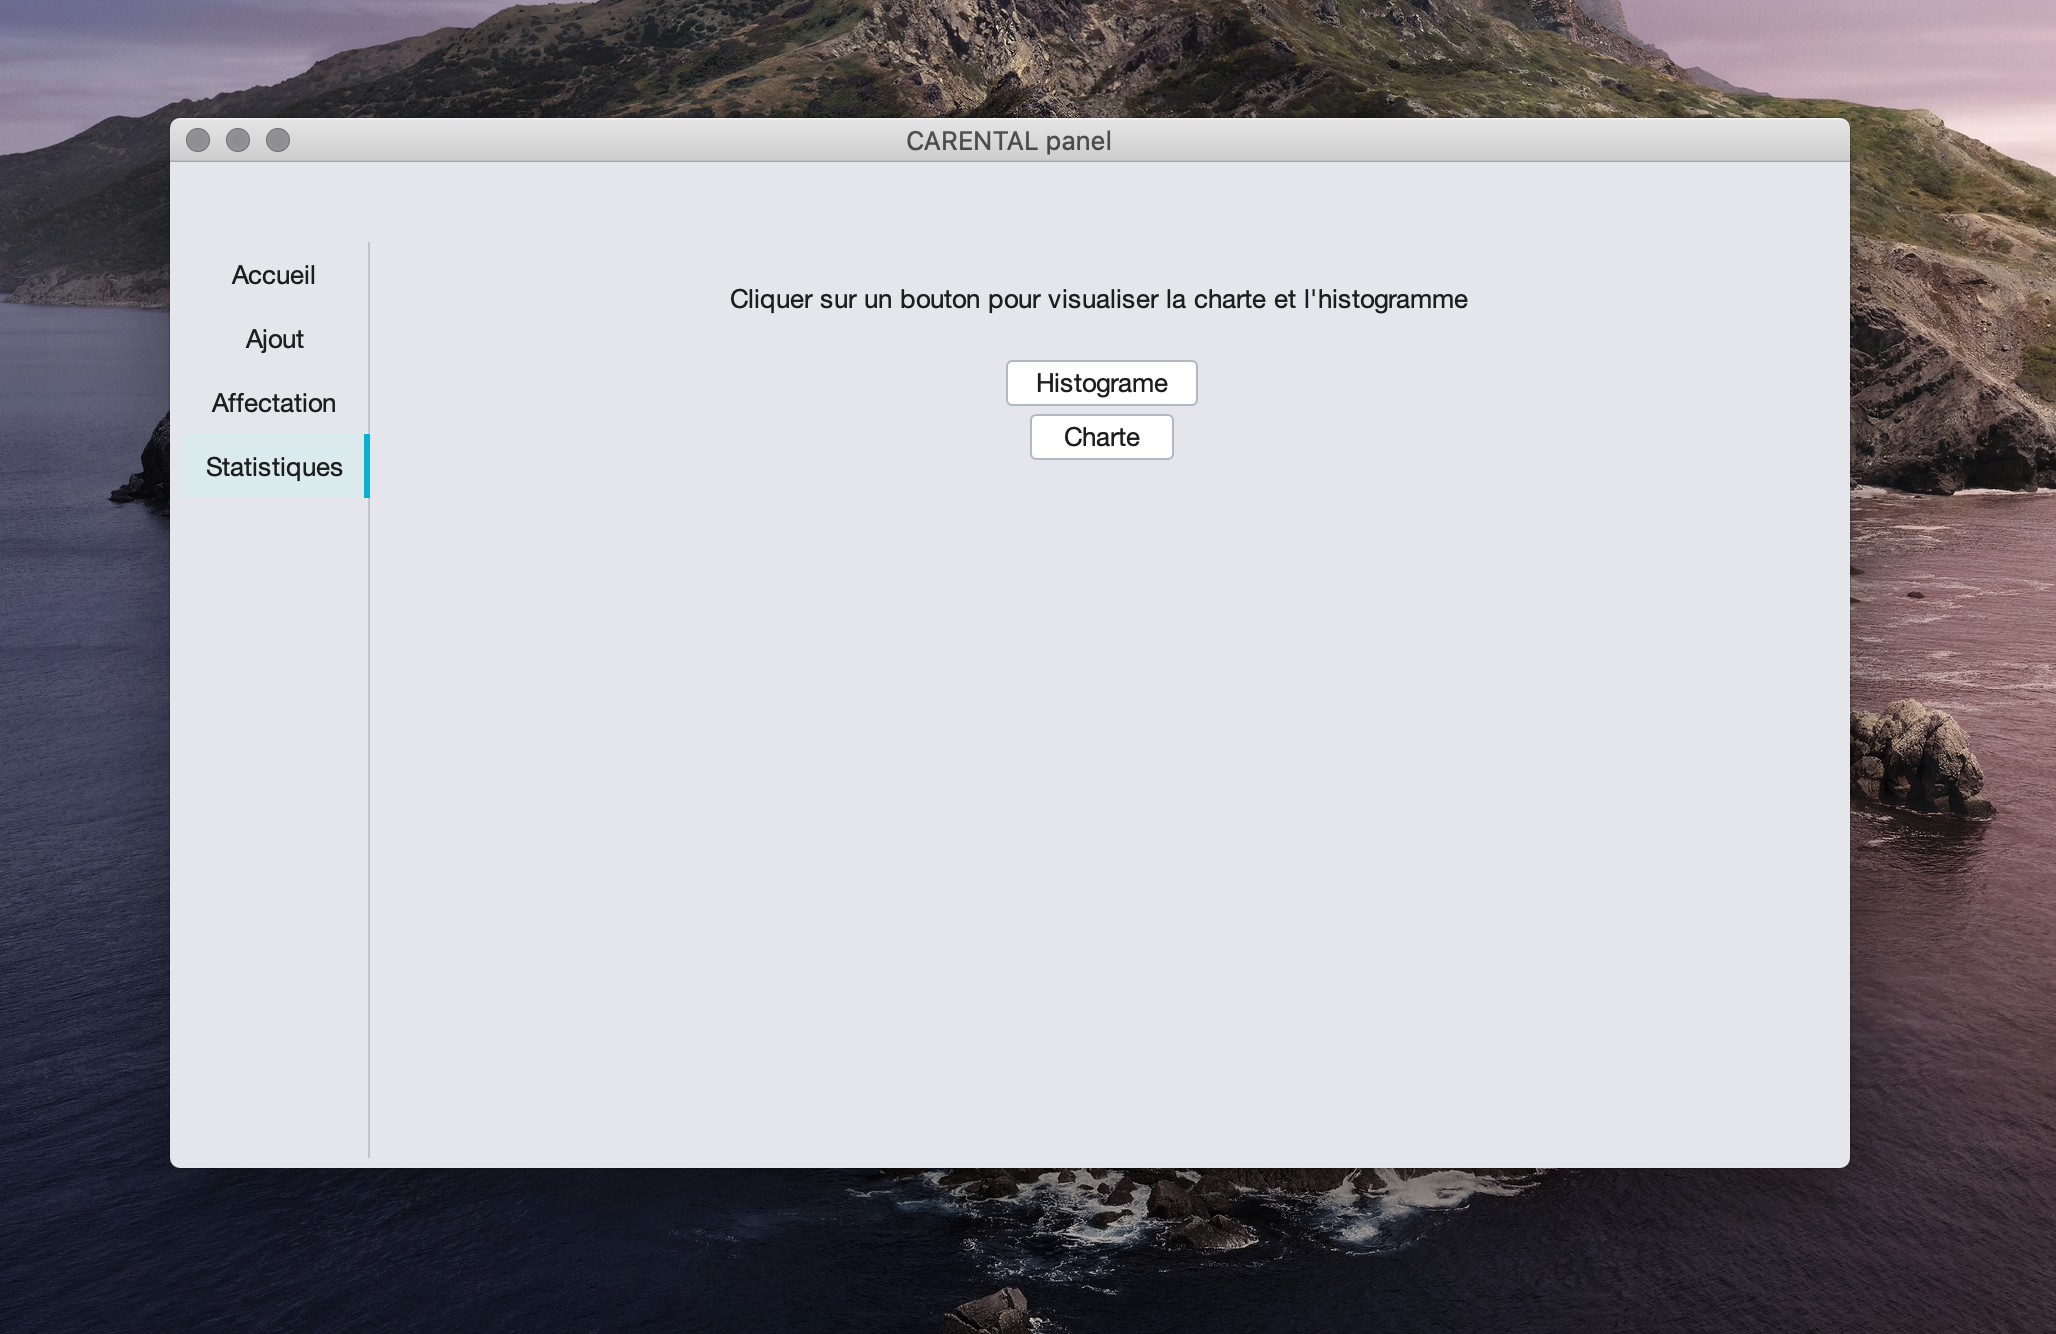 CARENTAL panel
Accueil
Ajout
Affectation
Statistiques
Cliquer sur un bouton pour visualiser la charte et l'histogramme
Histograme
Charte